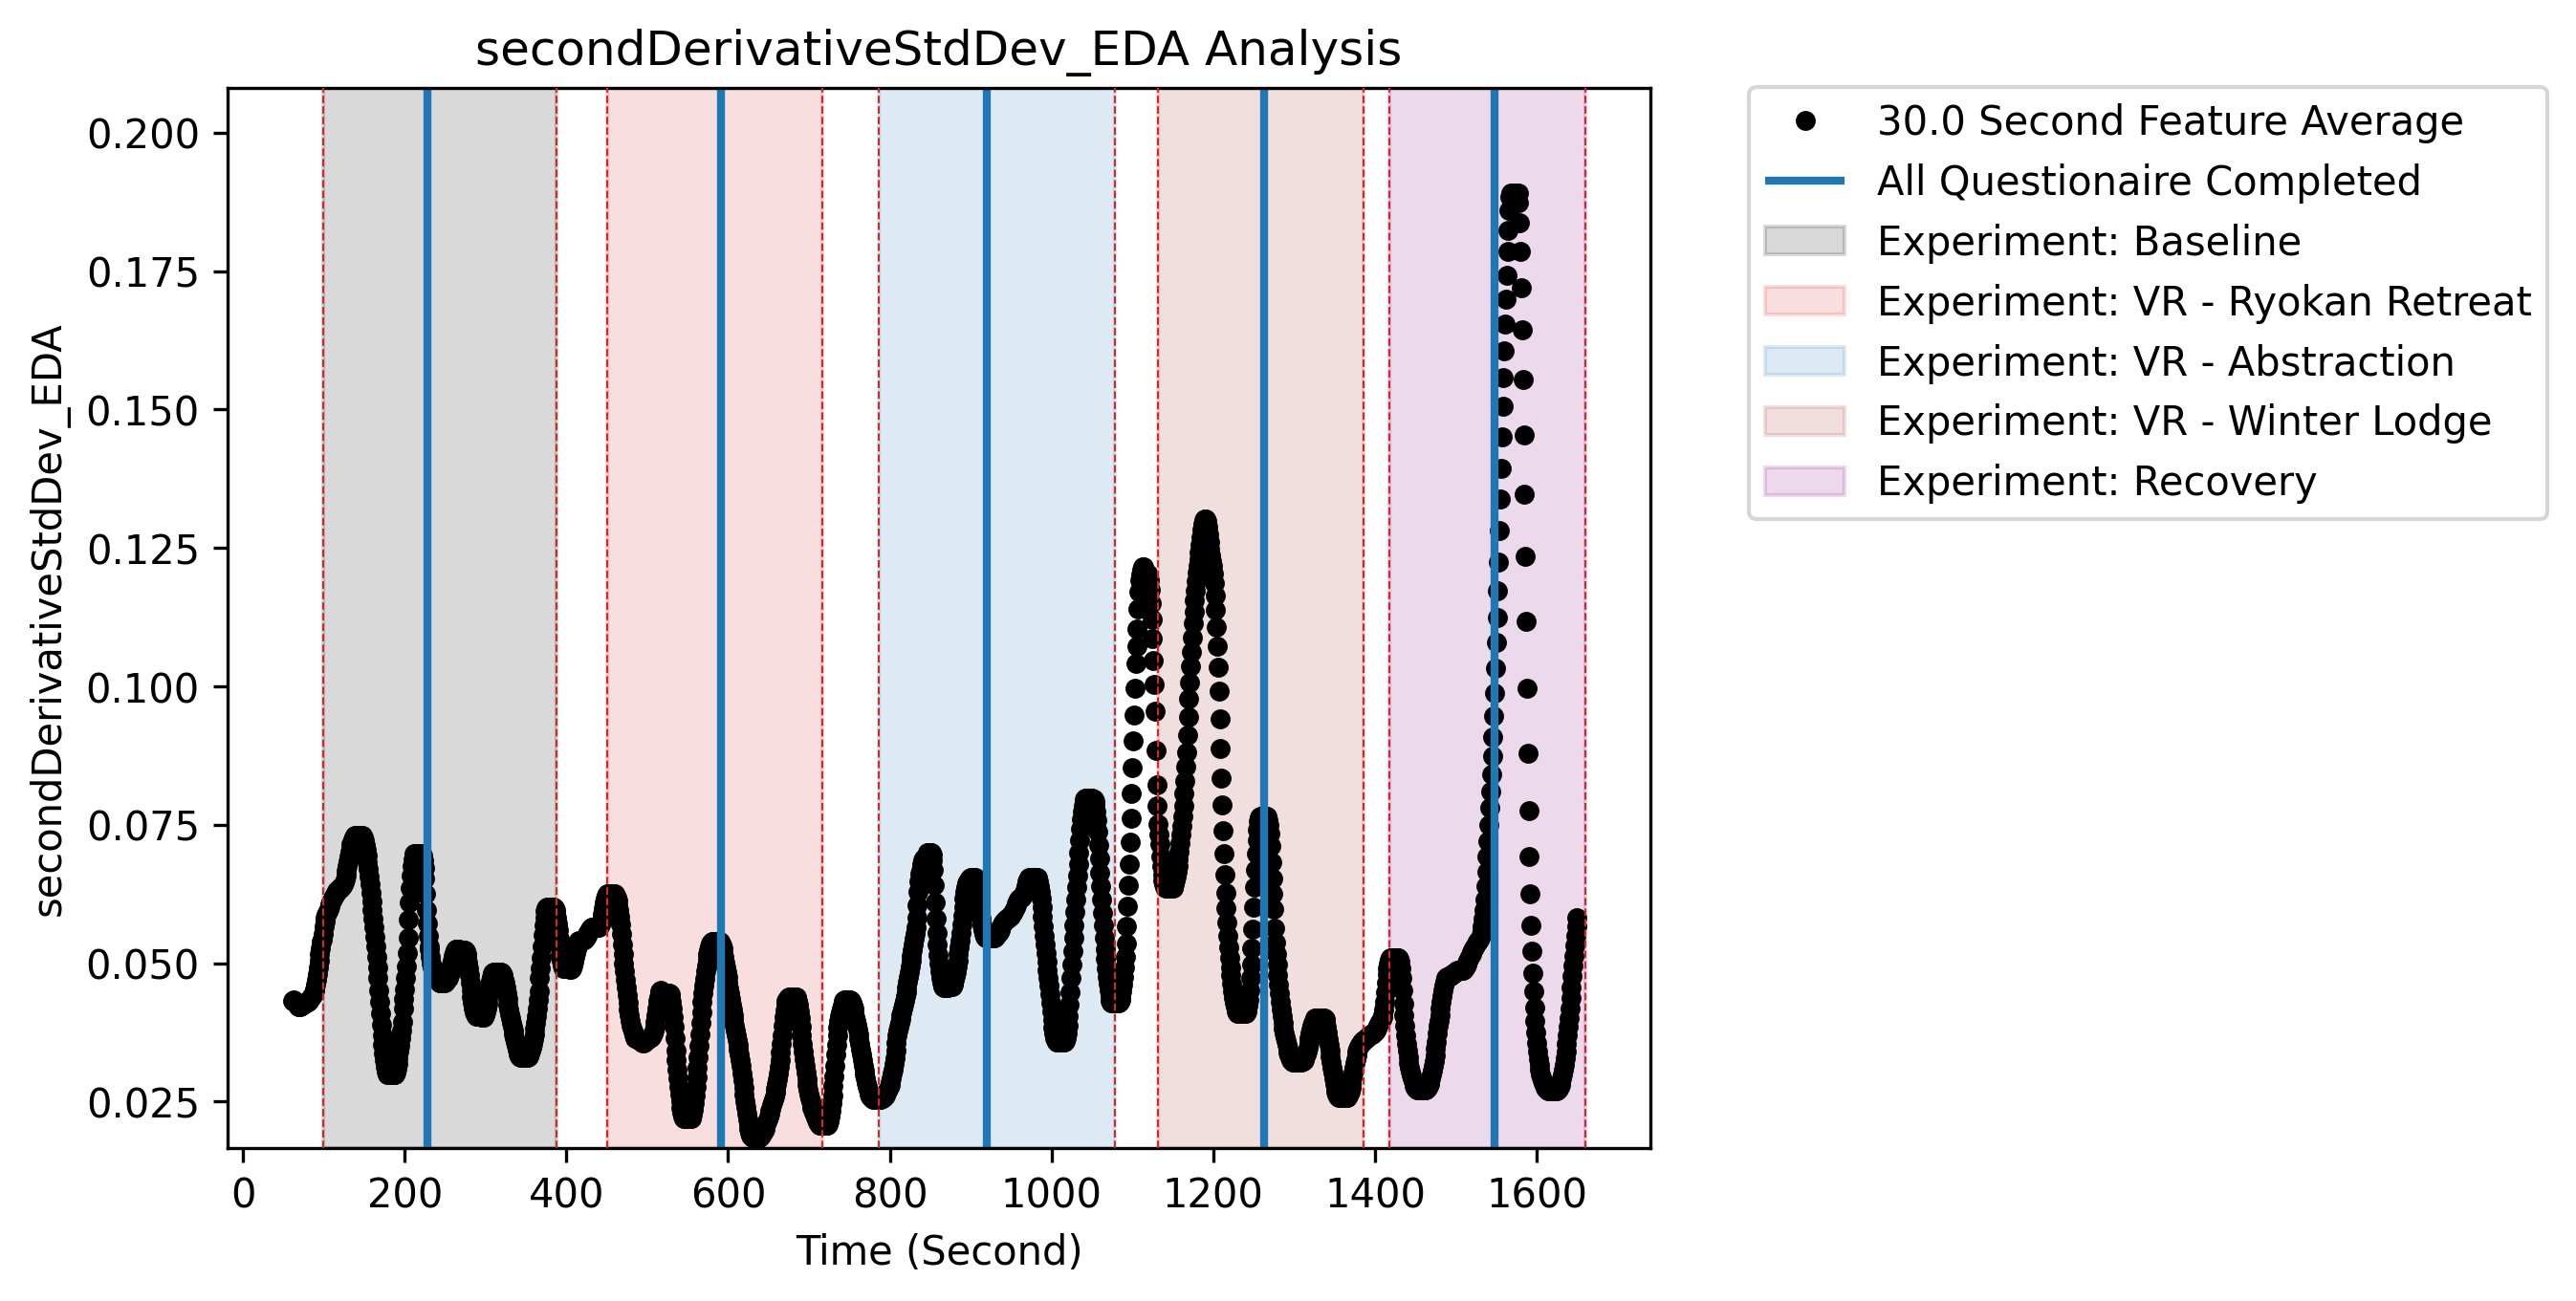 secondDerivativeStdDev_EDA Analysis
secondDerivativeStdDev_EDA
0.200
0.175
0.150
0.125
0.100
0.075
0.050
0.025
0 200 400 600 800 1000 1200 1400 1600
Time (Second)
30.0 Second Feature Average
All Questionaire Completed
Experiment: Baseline
Experiment: VR - Ryokan Retreat
Experiment: VR - Abstraction
Experiment: VR - Winter Lodge
Experiment: Recovery